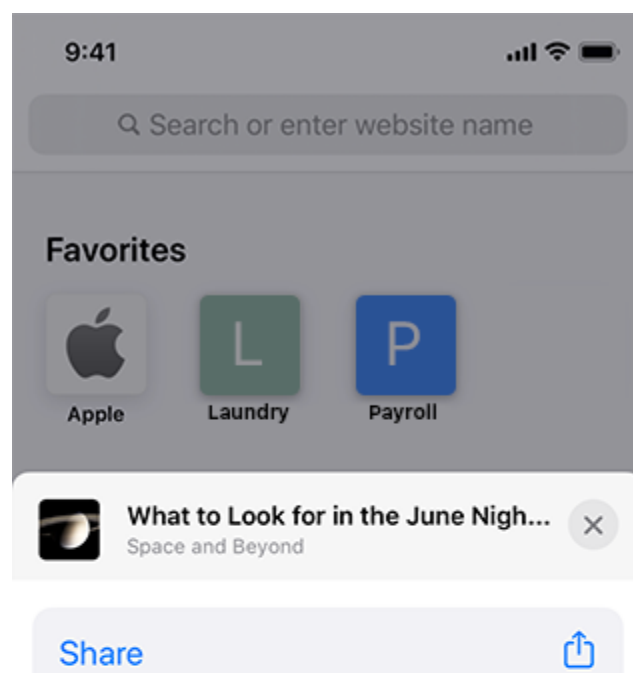 9:41
Search or enter website name
Favorites
L
P
Apple Laundry Payroll
What to Look for in the June Nigh...
Space and Beyond
Share